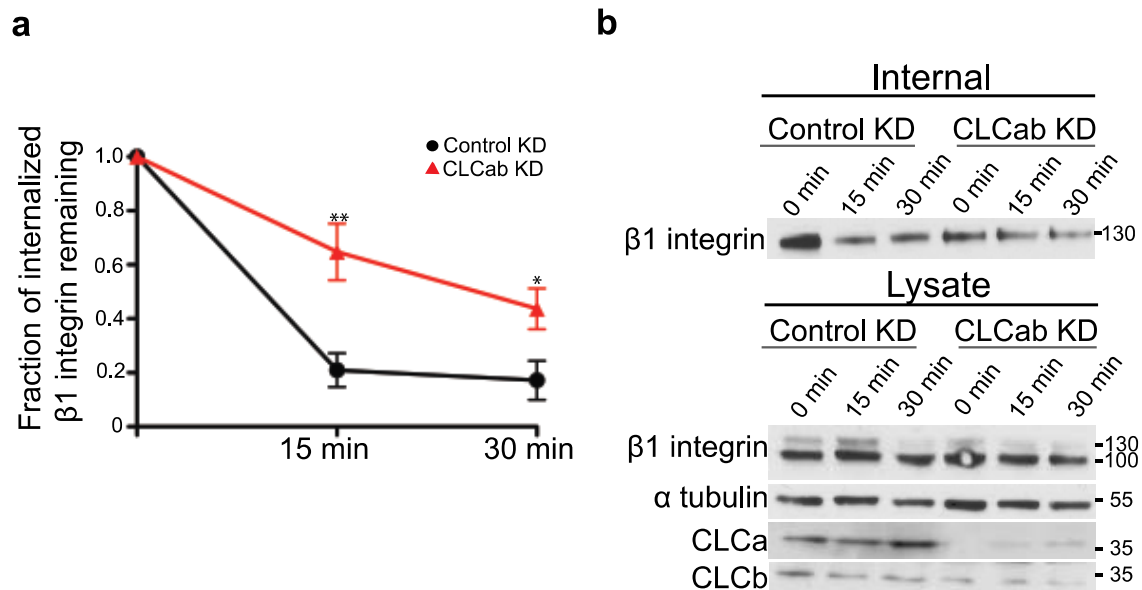 a
Fraction of internalized
β1 integrin remaining
1.0
0.8
0.6
0.4
0.2
0
15 min
30 min
Control KD
CLCab KD
**
*
b
Internal
Control KD CLCab KD
0 min 15 min 30 min 0 min 15 min 30 min
β1 integrin -130
Lysate
Control KD CLCab KD
0 min 15 min 30 min 0 min 15 min 30 min
β1 integrin -130
-100
α tubulin - 55
CLCa - 35
CLCb - 35